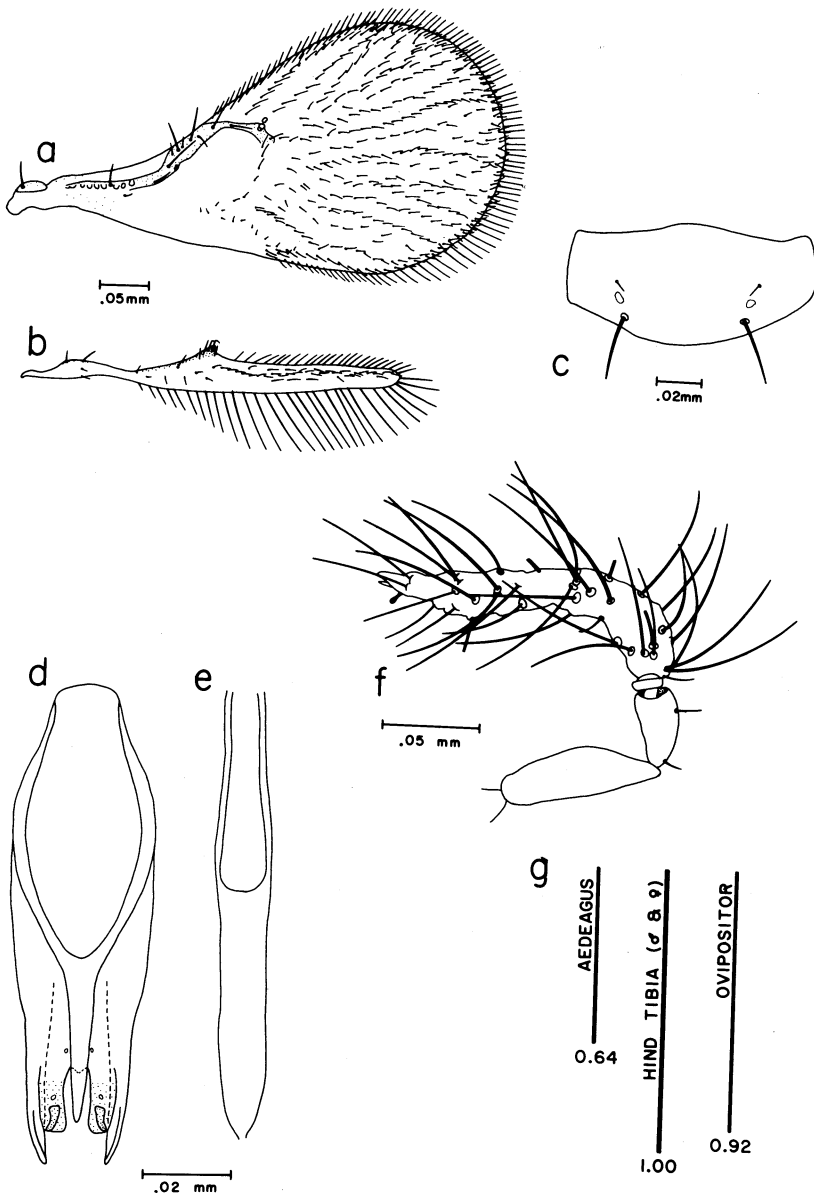 a
.05mm
b
c
.02mm
d
e
f
.05 mm
.02 mm
g
AEDEAGUS
0.64
HIND TIBIA (♂ & ♀)
1.00
OVIPOSITOR
0.92